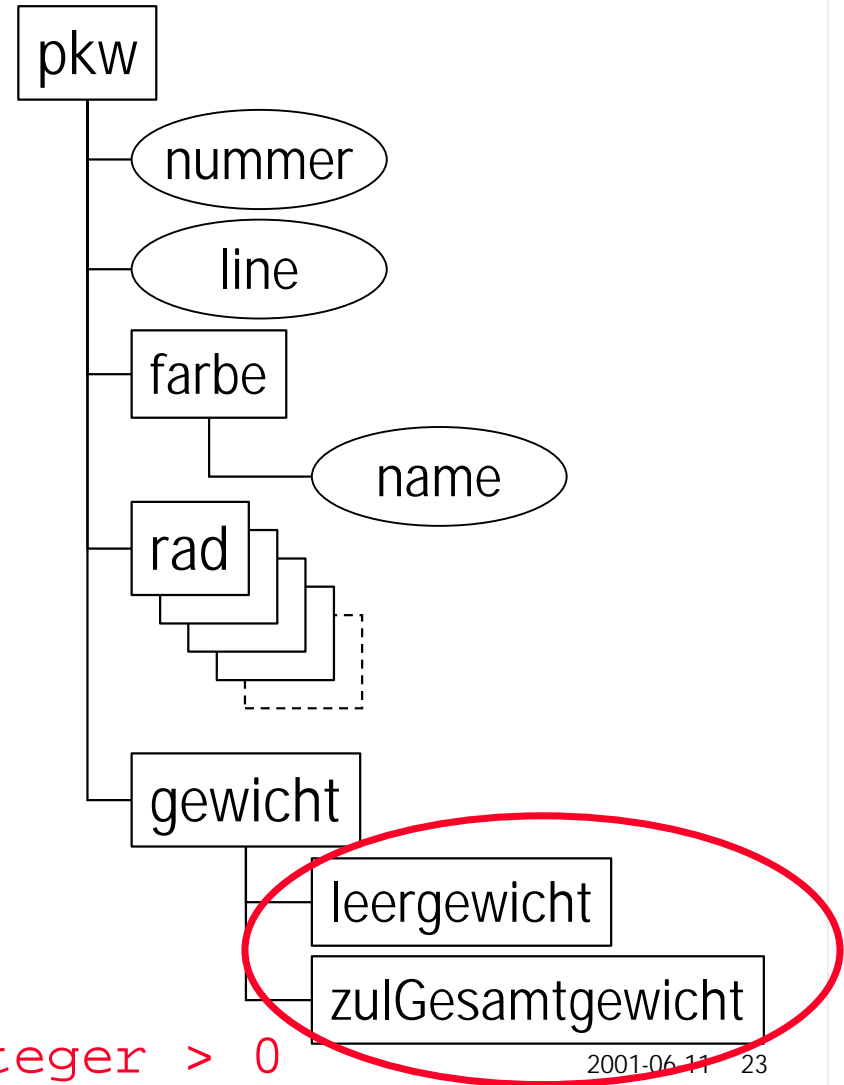 pkw
nummer
line
farbe
name
rad
gewicht
leergewicht
zulGesamtgewicht
teger > 0
2001-06-11 23